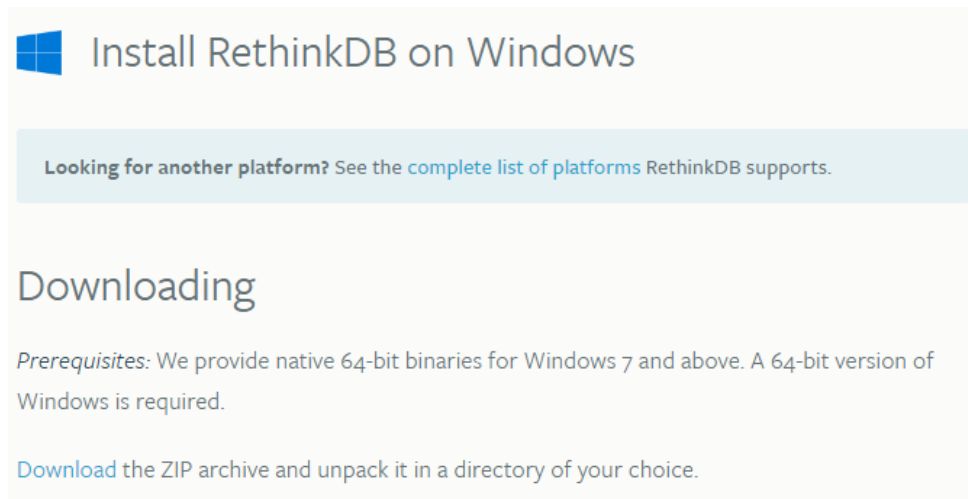 Install RethinkDB on Windows
Looking for another platform? See the complete list of platforms RethinkDB supports.
Downloading
Prerequisites: We provide native 64-bit binaries for Windows 7 and above. A 64-bit version of
Windows is required.
Download the ZIP archive and unpack it in a directory of your choice.